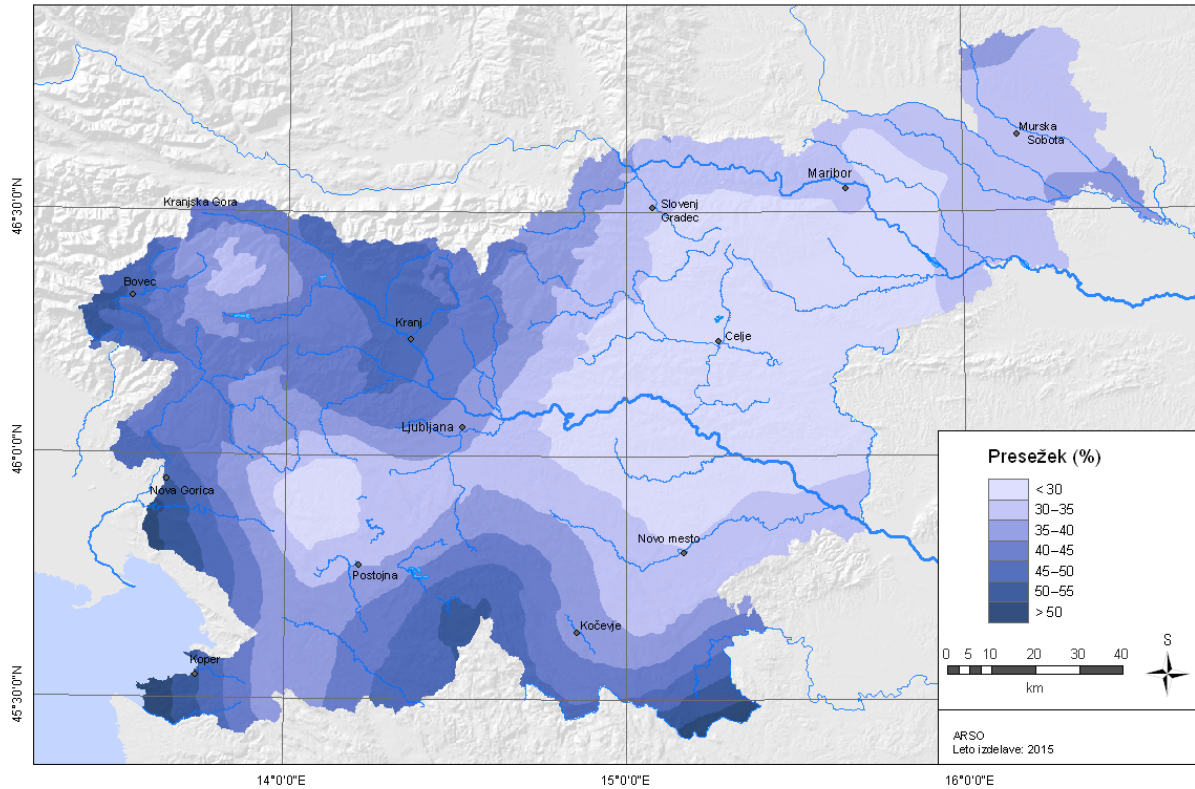 Murska
Sobota
Maribor
Kranjska Gora
Slovenj
Gradec
Bovec
Kranj
Celje
Ljubljana
Nova Gorica
Novo mesto
Postojna
Kočevje
Koper
46°30'0"N
46°0'0"N
45°30'0"N
14°0'0"E
15°0'0"E
16°0'0"E
Presežek (%)
< 30
30–35
35–40
40–45
45–50
50–55
> 50
0 5 10 20 30 40
km
S
ARSO
Leto izdelave: 2015